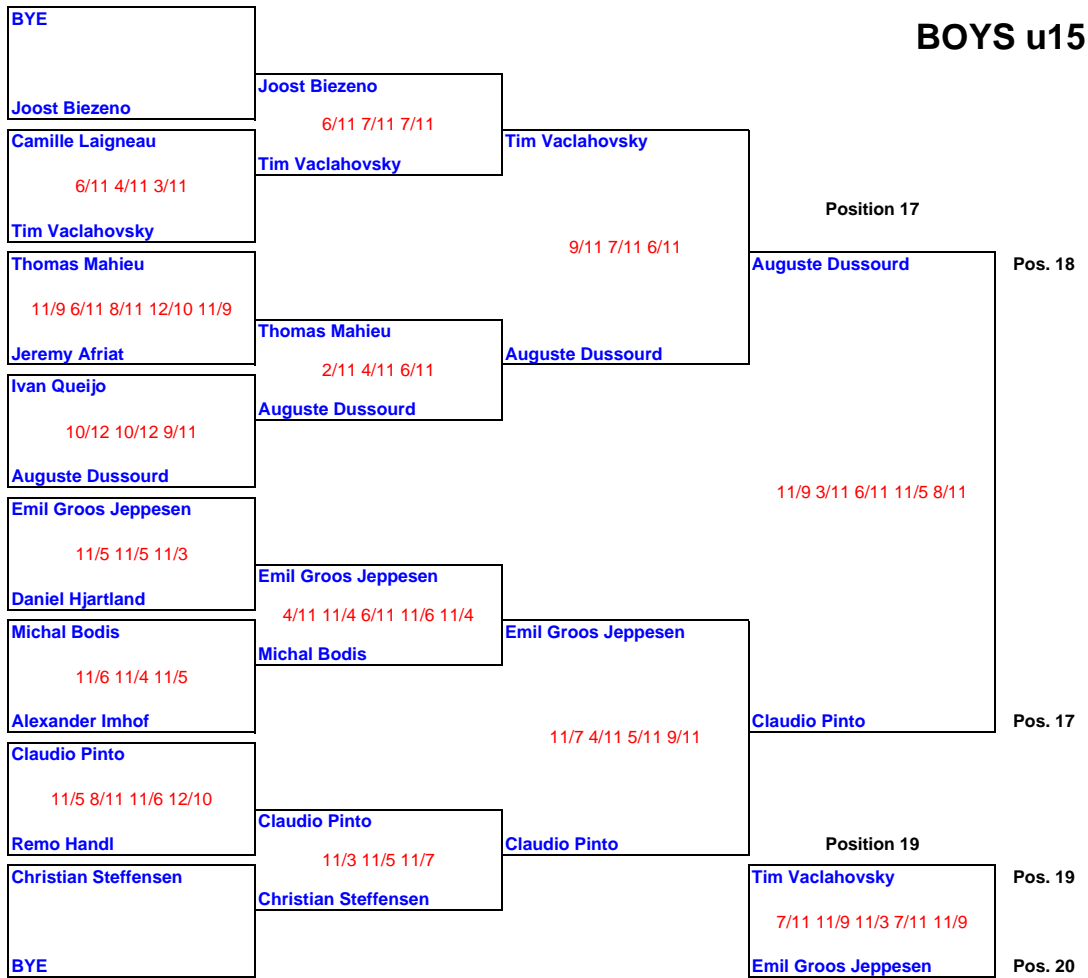 BOYS u15
BYE
Joost Biezeno
Camille Laigneau
6/11 4/11 3/11
Tim Vaclahovsky
Thomas Mahieu
11/9 6/11 8/11 12/10 11/9
Jeremy Afriat
Ivan Queijo
10/12 10/12 9/11
Auguste Dussourd
Emil Groos Jeppesen
11/5 11/5 11/3
Daniel Hjartland
Michal Bodis
11/6 11/4 11/5
Alexander Imhof
Claudio Pinto
11/5 8/11 11/6 12/10
Remo Handl
Christian Steffensen
BYE
Joost Biezeno
6/11 7/11 7/11
Tim Vaclahovsky
Thomas Mahieu
2/11 4/11 6/11
Auguste Dussourd
Emil Groos Jeppesen
4/11 11/4 6/11 11/6 11/4
Michal Bodis
Claudio Pinto
11/3 11/5 11/7
Christian Steffensen
Tim Vaclahovsky
9/11 7/11 6/11
Auguste Dussourd
Emil Groos Jeppesen
11/7 4/11 5/11 9/11
Claudio Pinto
Position 17
Auguste Dussourd
Pos. 18
11/9 3/11 6/11 11/5 8/11
Claudio Pinto
Pos. 17
Position 19
Tim Vaclahovsky
Pos. 19
7/11 11/9 11/3 7/11 11/9
Emil Groos Jeppesen
Pos. 20